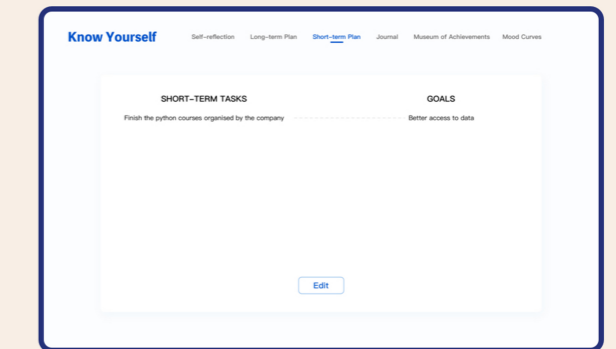 Know Yourself
Self-reflection Long-term Plan Short-term Plan Journal Museum of Achievements Mood Curves
SHORT-TERM TASKS GOALS
Finish the python courses organised by the company Better access to data
Edit